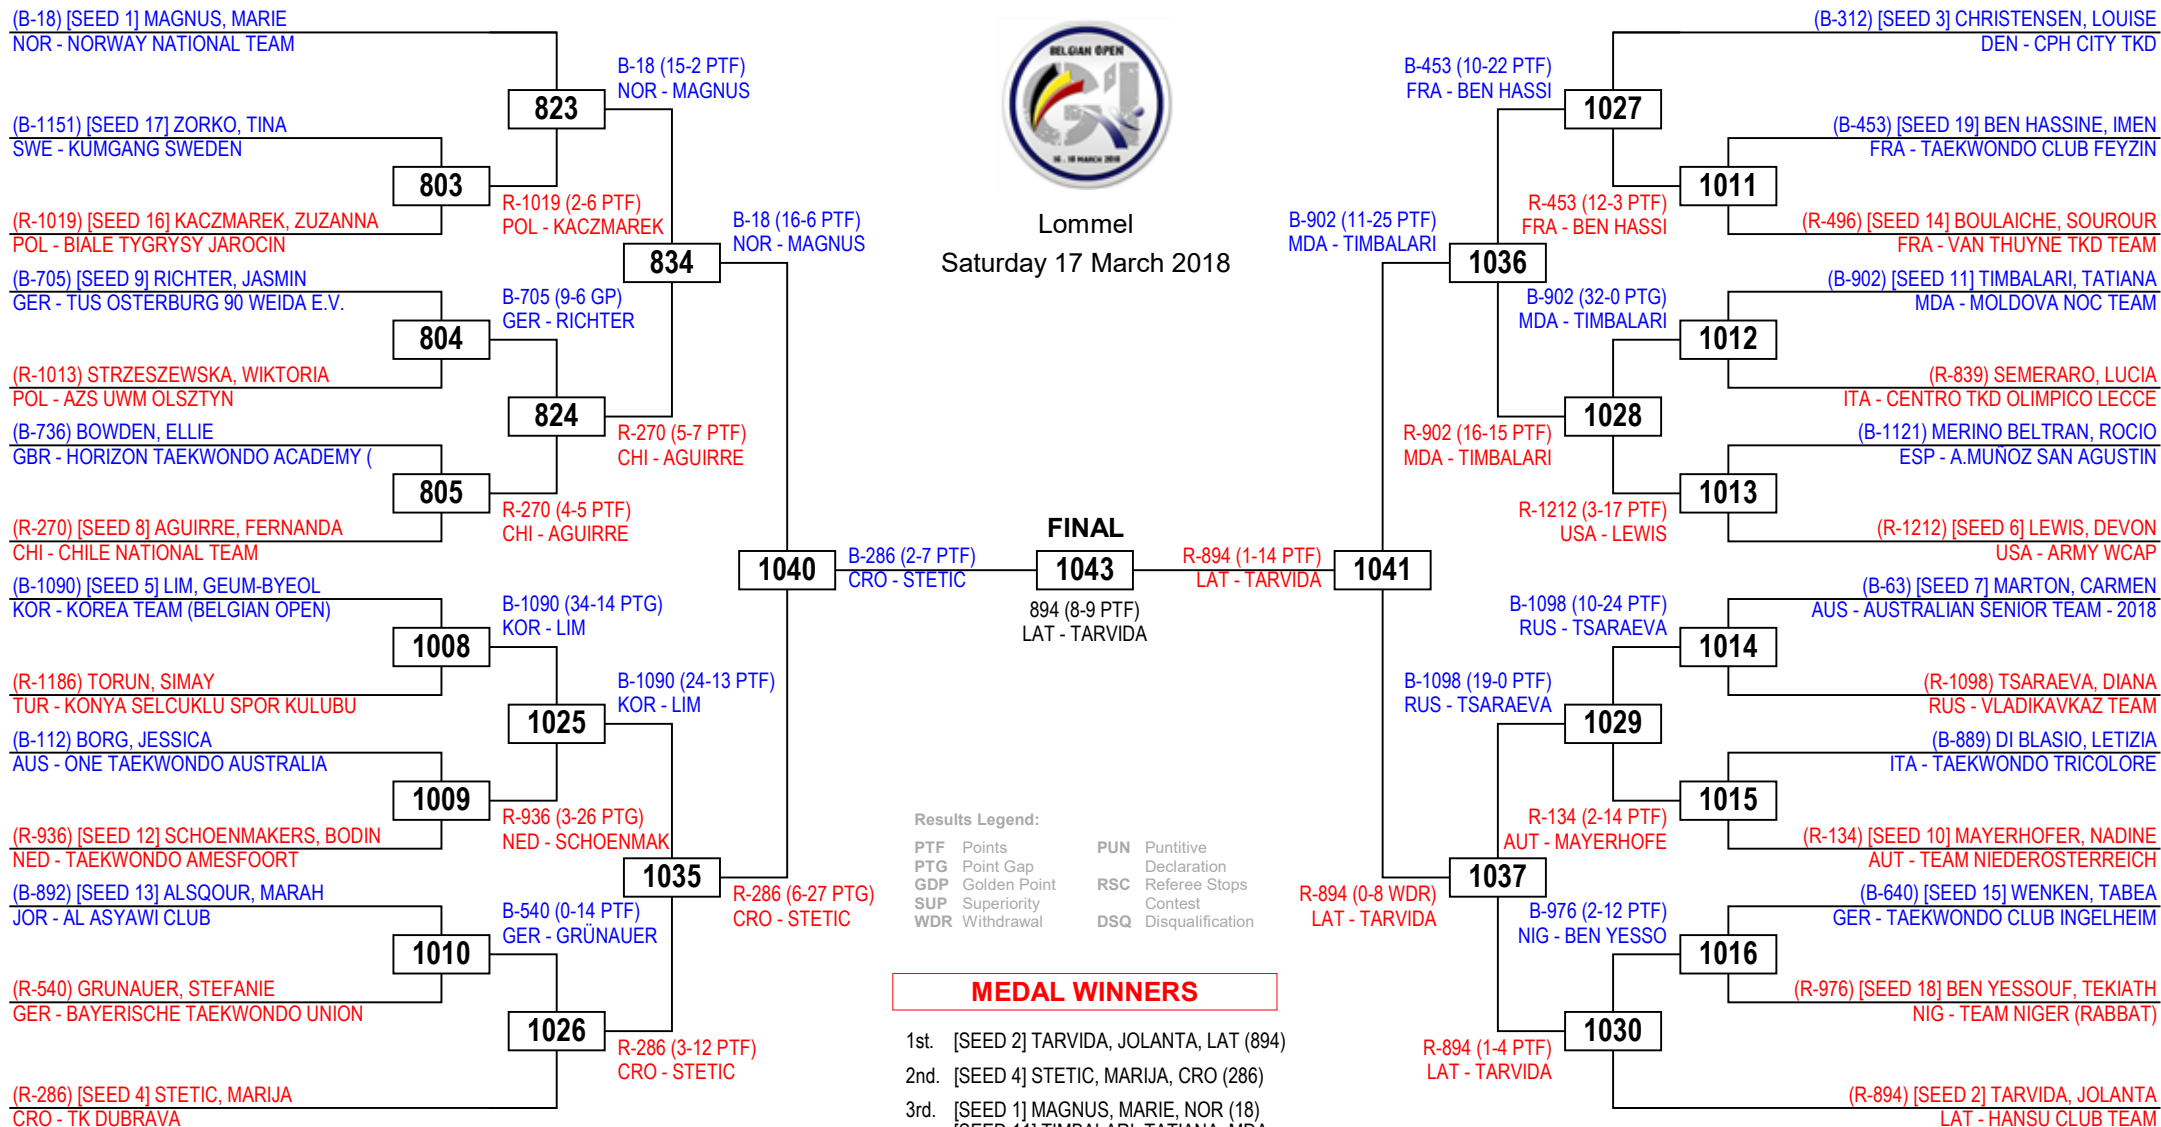 (B-18) [SEED 1] MAGNUS, MARIE
NOR - NORWAY NATIONAL TEAM
(B-1151) [SEED 17] ZORKO, TINA
SWE - KUMGANG SWEDEN
(R-1019) [SEED 16] KACZMAREK, ZUZANNA
POL - BIALE TYGRYSY JAROCIN
(B-705) [SEED 9] RICHTER, JASMIN
GER - TUS OSTERBURG 90 WEIDA E.V.
(R-1013) STRZESZEWSKA, WIKTORIA
POL - AZS UWM OLSZTYN
(B-736) BOWDEN, ELLIE
GBR - HORIZON TAEKWONDO ACADEMY (
(R-270) [SEED 8] AGUIRRE, FERNANDA
CHI - CHILE NATIONAL TEAM
(B-1090) [SEED 5] LIM, GEUM-BYEOL
KOR - KOREA TEAM (BELGIAN OPEN)
(R-1186) TORUN, SIMAY
TUR - KONYA SELCUKLU SPOR KULUBU
(B-112) BORG, JESSICA
AUS - ONE TAEKWONDO AUSTRALIA
(R-936) [SEED 12] SCHOENMAKERS, BODIN
NED - TAEKWONDO AMESFOORT
(B-892) [SEED 13] ALSQOUR, MARAH
JOR - AL ASYAWI CLUB
(R-540) GRUNAUER, STEFANIE
GER - BAYERISCHE TAEKWONDO UNION
(R-286) [SEED 4] STETIC, MARIJA
CRO - TK DUBRAVA
803
804
805
1008
1009
1010
R-1019 (2-6 PTF)
POL - KACZMAREK
B-705 (9-6 GP)
GER - RICHTER
R-270 (4-5 PTF)
CHI - AGUIRRE
B-1090 (34-14 PTG)
KOR - LIM
R-936 (3-26 PTG)
NED - SCHOENMAK
B-540 (0-14 PTF)
GER - GRÜNAUER
823
824
1025
1026
B-18 (15-2 PTF)
NOR - MAGNUS
R-270 (5-7 PTF)
CHI - AGUIRRE
B-1090 (24-13 PTF)
KOR - LIM
R-286 (3-12 PTF)
CRO - STETIC
834
1035
B-18 (16-6 PTF)
NOR - MAGNUS
R-286 (6-27 PTG)
CRO - STETIC
1040
B-286 (2-7 PTF)
CRO - STETIC
BELGIAN OPEN
G1
16 - 18 MARCH 2018
Lommel
Saturday 17 March 2018
FINAL
1043
894 (8-9 PTF)
LAT - TARVIDA
Results Legend:
PTF Points
PTG Point Gap
GDP Golden Point
SUP Superiority
WDR Withdrawal
PUN Puntitive
Declaration
RSC Referee Stops
Contest
DSQ Disqualification
MEDAL WINNERS
1st. [SEED 2] TARVIDA, JOLANTA, LAT (894)
2nd. [SEED 4] STETIC, MARIJA, CRO (286)
3rd. [SEED 1] MAGNUS, MARIE, NOR (18)
[SEED 11] TIMBALARI, TATIANA, MDA
R-894 (1-14 PTF)
LAT - TARVIDA
1041
B-902 (11-25 PTF)
MDA - TIMBALARI
R-894 (0-8 WDR)
LAT - TARVIDA
1036
1037
B-453 (10-22 PTF)
FRA - BEN HASSI
R-902 (16-15 PTF)
MDA - TIMBALARI
B-1098 (19-0 PTF)
RUS - TSARAEVA
R-894 (1-4 PTF)
LAT - TARVIDA
1027
1028
1029
1030
R-453 (12-3 PTF)
FRA - BEN HASSI
B-902 (32-0 PTG)
MDA - TIMBALARI
R-1212 (3-17 PTF)
USA - LEWIS
B-1098 (10-24 PTF)
RUS - TSARAEVA
R-134 (2-14 PTF)
AUT - MAYERHOFE
B-976 (2-12 PTF)
NIG - BEN YESSO
1011
1012
1013
1014
1015
1016
(B-312) [SEED 3] CHRISTENSEN, LOUISE
DEN - CPH CITY TKD
(B-453) [SEED 19] BEN HASSINE, IMEN
FRA - TAEKWONDO CLUB FEYZIN
(R-496) [SEED 14] BOULAICHE, SOUROUR
FRA - VAN THUYNE TKD TEAM
(B-902) [SEED 11] TIMBALARI, TATIANA
MDA - MOLDOVA NOC TEAM
(R-839) SEMERARO, LUCIA
ITA - CENTRO TKD OLIMPICO LECCE
(B-1121) MERINO BELTRAN, ROCIO
ESP - A.MUÑOZ SAN AGUSTIN
(R-1212) [SEED 6] LEWIS, DEVON
USA - ARMY WCAP
(B-63) [SEED 7] MARTON, CARMEN
AUS - AUSTRALIAN SENIOR TEAM - 2018
(R-1098) TSARAEVA, DIANA
RUS - VLADIKAVKAZ TEAM
(B-889) DI BLASIO, LETIZIA
ITA - TAEKWONDO TRICOLORE
(R-134) [SEED 10] MAYERHOFER, NADINE
AUT - TEAM NIEDERÖSTERREICH
(B-640) [SEED 15] WENKEN, TABEA
GER - TAEKWONDO CLUB INGELHEIM
(R-976) [SEED 18] BEN YESSOUF, TEKIATH
NIG - TEAM NIGER (RABBAT)
(R-894) [SEED 2] TARVIDA, JOLANTA
LAT - HANSU CLUB TEAM